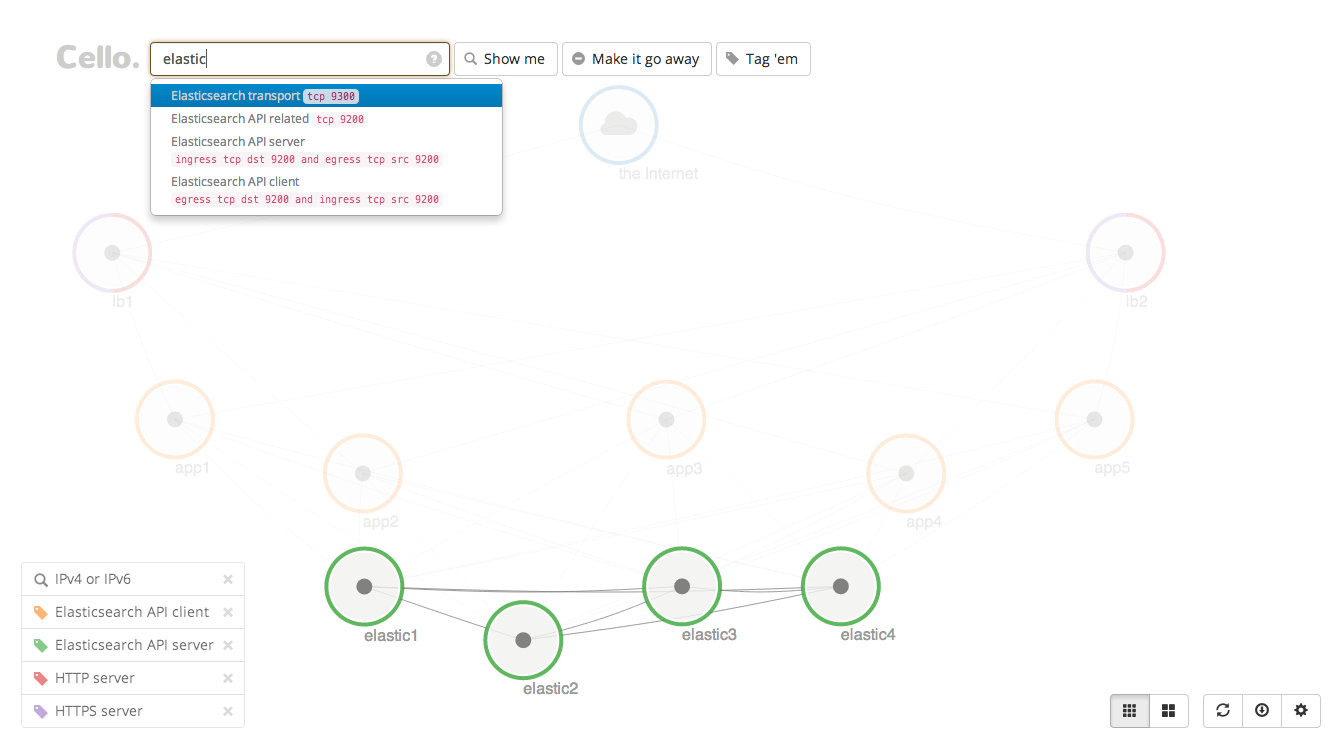 Cello.
elastic
?
Show me
Make it go away
Tag 'em
Elasticsearch transport tcp 9300
Elasticsearch API related tcp 9200
Elasticsearch API server
ingress tcp dst 9200 and egress tcp src 9200
Elasticsearch API client
egress tcp dst 9200 and ingress tcp src 9200
the Internet
lb1
lb2
app1
app3
app5
app2
app4
elastic1
elastic3
elastic4
elastic2
IPv4 or IPv6
Elasticsearch API client
Elasticsearch API server
HTTP server
HTTPS server